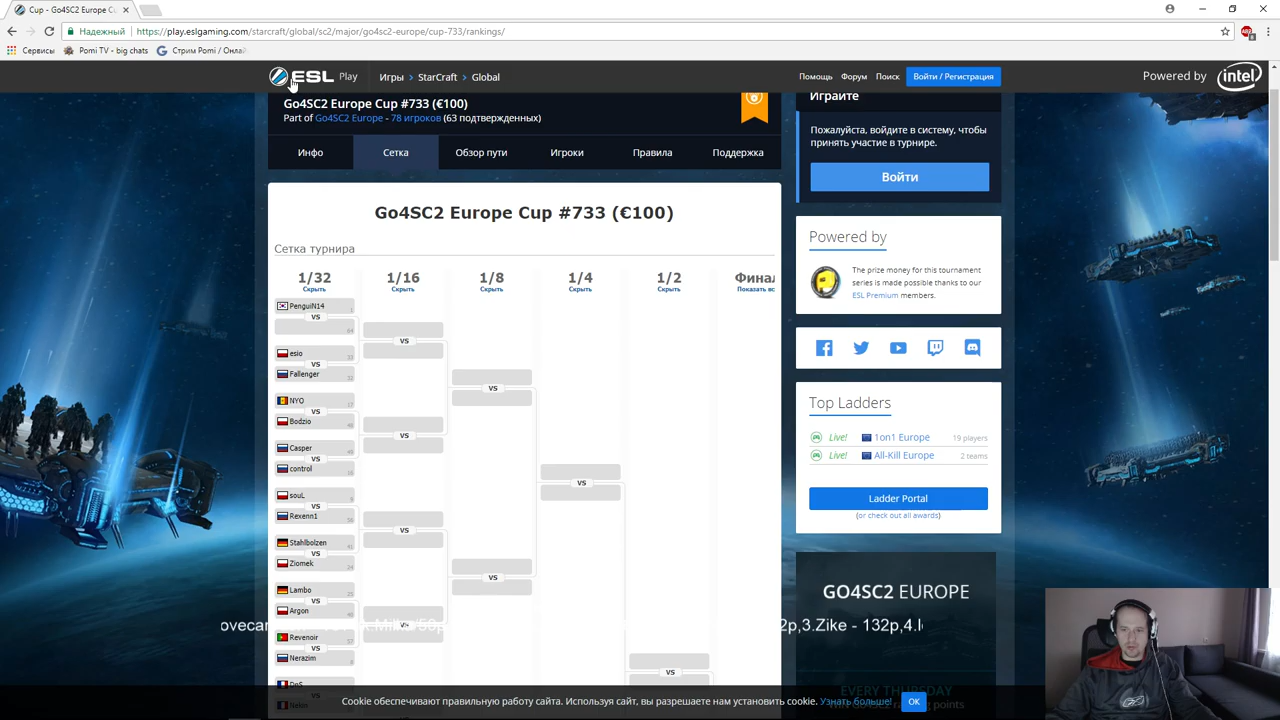 Cup - Go4SC2 Europe Cup #
Надежный
https://play.eslgaming.com/starcraft/global/sc2/major/go4sc2-europe/cup-733/rankings/
Сервисы
Pomi TV - big chats
Стрим Pomi / Онлай
ESL Play
Игры > StarCraft > Global
Помощь
Форум
Поиск
Войти / Регистрация
Powered by intel
Go4SC2 Europe Cup #733 (€100)
Part of Go4SC2 Europe - 78 игроков (63 подтвержденных)
Инфо
Сетка
Обзор пути
Игроки
Правила
Поддержка
Go4SC2 Europe Cup #733 (€100)
Сетка турнира
1/32
Скрыть
1/16
Скрыть
1/8
Скрыть
1/4
Скрыть
1/2
Скрыть
Финал
Показать вс
PenguiN14
VS
esio
VS
Fallenger
NYO
VS
Bodzio
Casper
VS
control
souL
VS
Rexenn1
Stahlbolzen
VS
Ziomek
Lambo
VS
Argon
Revenoir
VS
Nerazim
DnS
VS
VS
VS
VS
VS
VS
VS
VS
VS
Играйте
Пожалуйста, войдите в систему, чтобы
принять участие в турнире.
Войти
Powered by
The prize money for this tournament
series is made possible thanks to our
ESL Premium members.
Top Ladders
Live! 1on1 Europe 19 players
Live! All-Kill Europe 2 teams
Ladder Portal
(or check out all awards)
GO4SC2 EUROPE
EVERY THURSDAY
2p,3.Zike - 132p,4.l
Cookie обеспечивают правильную работу сайта. Используя сайт, вы разрешаете нам установить cookie. Узнать больше!
OK